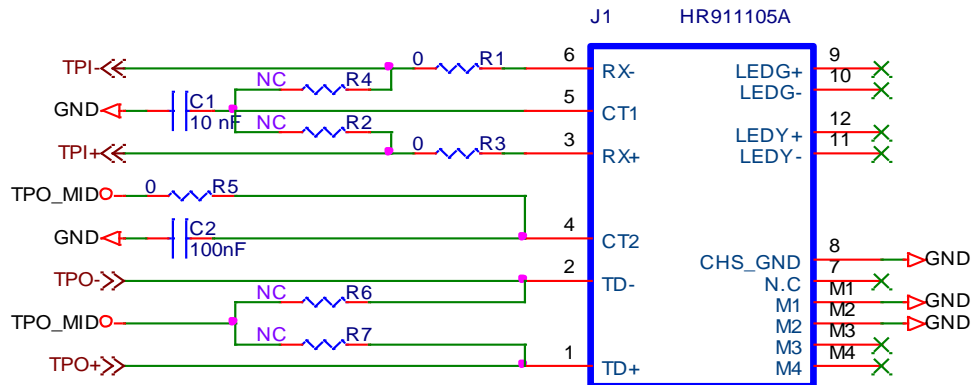 J1 HR911105A
TPI- 0 R1 6 RX- LEDG+ 9
NC R4 LEDG- 10
GND C1 10 nF 5 CT1
NC R2 LEDY+ 12
TPI+ 0 R3 3 RX+ LEDY- 11
TPO_MID 0 R5
GND C2 100nF 4 CT2
CHS_GND 8 GND
TPO- 2 TD- N.C 7
NC R6 M1 M1 GND
TPO_MID M2 M2 GND
NC R7 M3 M3
TPO+ 1 TD+ M4 M4